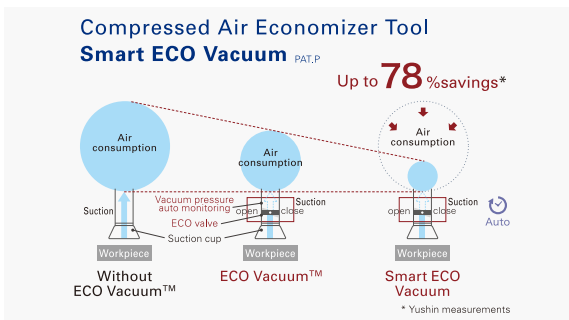 Compressed Air Economizer Tool
Smart ECO Vacuum PAT.P
Up to 78 %savings*
Air
consumption
Air
consumption
Air
consumption
Suction
Vacuum pressure
auto monitoring
open close
ECO valve
Suction cup
Suction
open close
Suction
Auto
Workpiece
Workpiece
Workpiece
Without
ECO Vacuum™
ECO Vacuum™
Smart ECO
Vacuum
* Yushin measurements